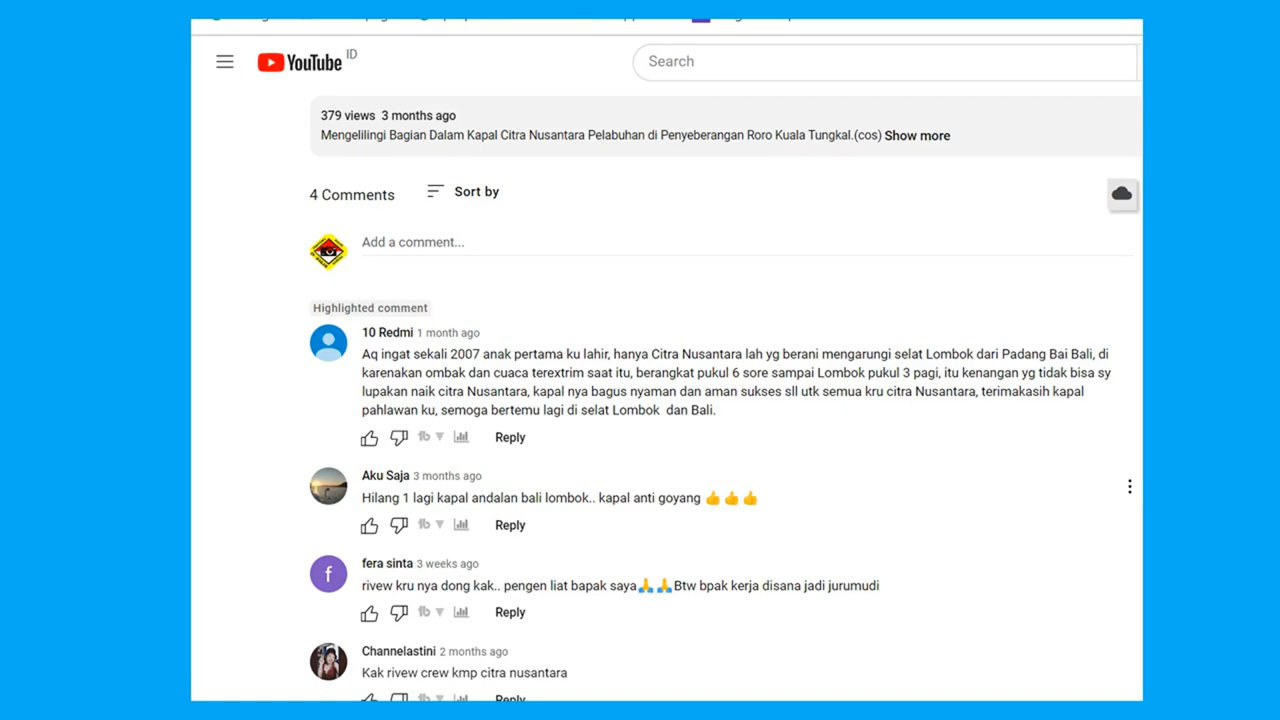 YouTube ID
Search
379 views 3 months ago
Mengelilingi Bagian Dalam Kapal Citra Nusantara Pelabuhan di Penyeberangan Roro Kuala Tungkal.(cos) Show more
4 Comments
Sort by
Add a comment...
Highlighted comment
10 Redmi 1 month ago
Aq ingat sekali 2007 anak pertama ku lahir, hanya Citra Nusantara lah yg berani mengarungi selat Lombok dari Padang Bai Bali, di
karenakan ombak dan cuaca terextrim saat itu, berangkat pukul 6 sore sampai Lombok pukul 3 pagi, itu kenangan yg tidak bisa sy
lupakan naik citra Nusantara, kapal nya bagus nyaman dan aman sukses sll utk semua kru citra Nusantara, terimakasih kapal
pahlawan ku, semoga bertemu lagi di selat Lombok dan Bali.
Reply
Aku Saja 3 months ago
Hilang 1 lagi kapal andalan bali lombok.. kapal anti goyang 👍👍👍
Reply
f
fera sinta 3 weeks ago
rivew kru nya dong kak.. pengen liat bapak saya🙏🙏Btw bpak kerja disana jadi jurumudi
Reply
Channelastini 2 months ago
Kak rivew crew kmp citra nusantara
Reply